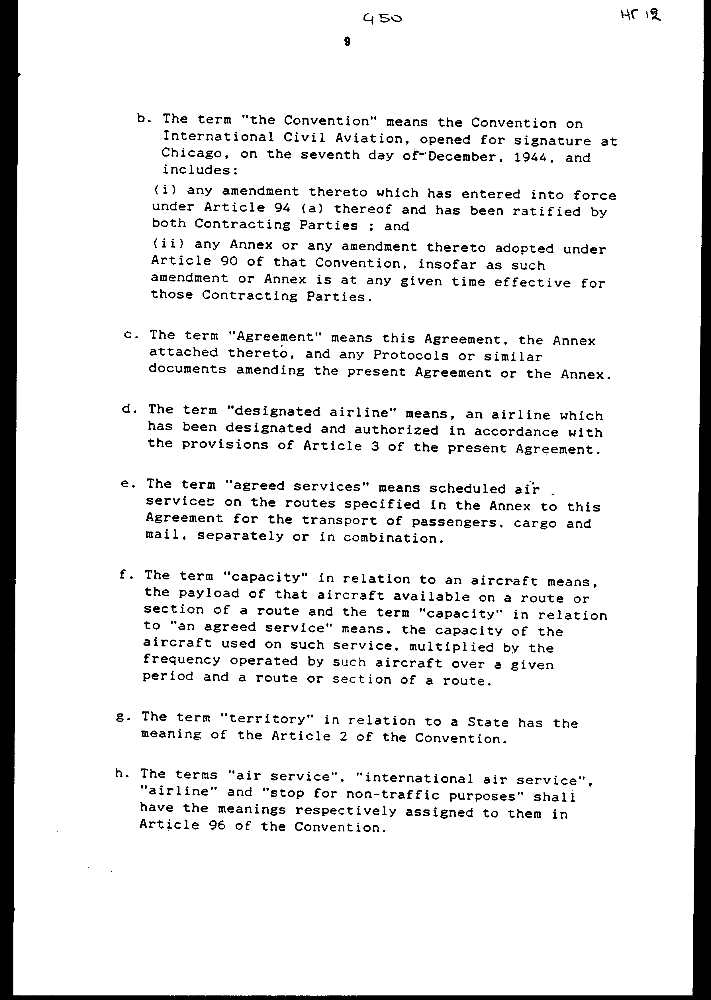 450
9
b. The term "the Convention" means the Convention on
International Civil Aviation, opened for signature at
Chicago, on the seventh day of December, 1944, and
includes:
(i) any amendment thereto which has entered into force
under Article 94 (a) thereof and has been ratified by
both Contracting Parties ; and
(ii) any Annex or any amendment thereto adopted under
Article 90 of that Convention, insofar as such
amendment or Annex is at any given time effective for
those Contracting Parties.
c. The term "Agreement" means this Agreement, the Annex
attached thereto, and any Protocols or similar
documents amending the present Agreement or the Annex.
d. The term "designated airline" means, an airline which
has been designated and authorized in accordance with
the provisions of Article 3 of the present Agreement.
e. The term "agreed services" means scheduled air
services on the routes specified in the Annex to this
Agreement for the transport of passengers, cargo and
mail, separately or in combination.
f. The term "capacity" in relation to an aircraft means,
the payload of that aircraft available on a route or
section of a route and the term "capacity" in relation
to "an agreed service" means, the capacity of the
aircraft used on such service, multiplied by the
frequency operated by such aircraft over a given
period and a route or section of a route.
g. The term "territory" in relation to a State has the
meaning of the Article 2 of the Convention.
h. The terms "air service", "international air service",
"airline" and "stop for non-traffic purposes" shall
have the meanings respectively assigned to them in
Article 96 of the Convention.